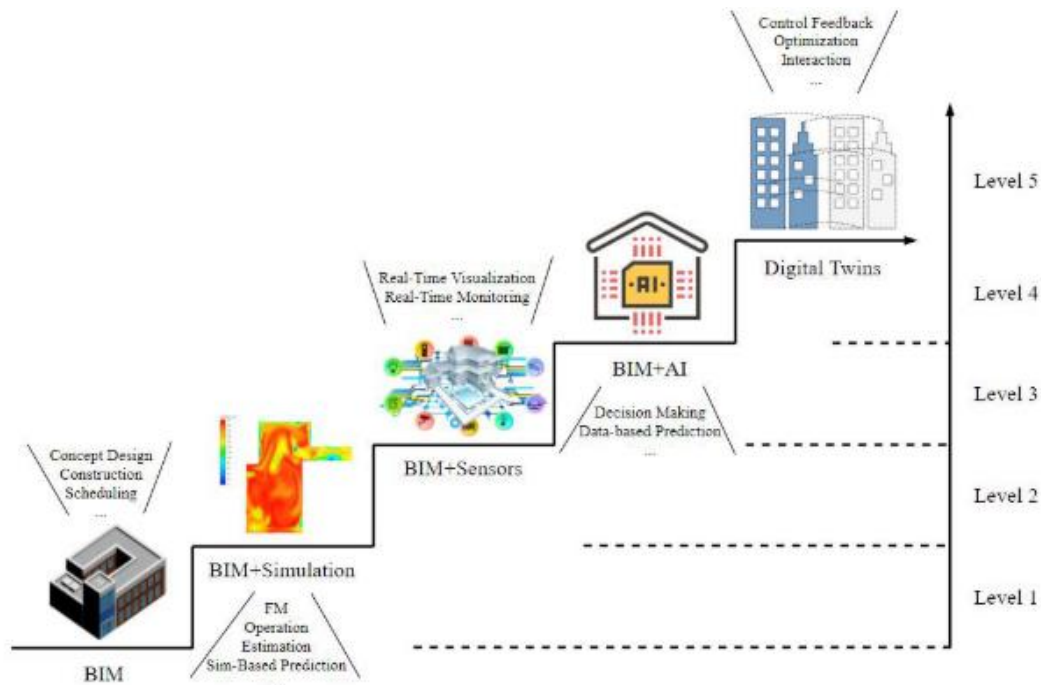 Control Feedback
Optimization
Interaction
...
Level 5
Digital Twins
Real-Time Visualization
Real-Time Monitoring
...
AI
Level 4
BIM+AI
Decision Making
Data-based Prediction
...
Level 3
BIM+Sensors
Concept Design
Construction
Scheduling
...
Level 2
BIM+Simulation
FM
Operation
Estimation
Sim-Based Prediction
Level 1
BIM